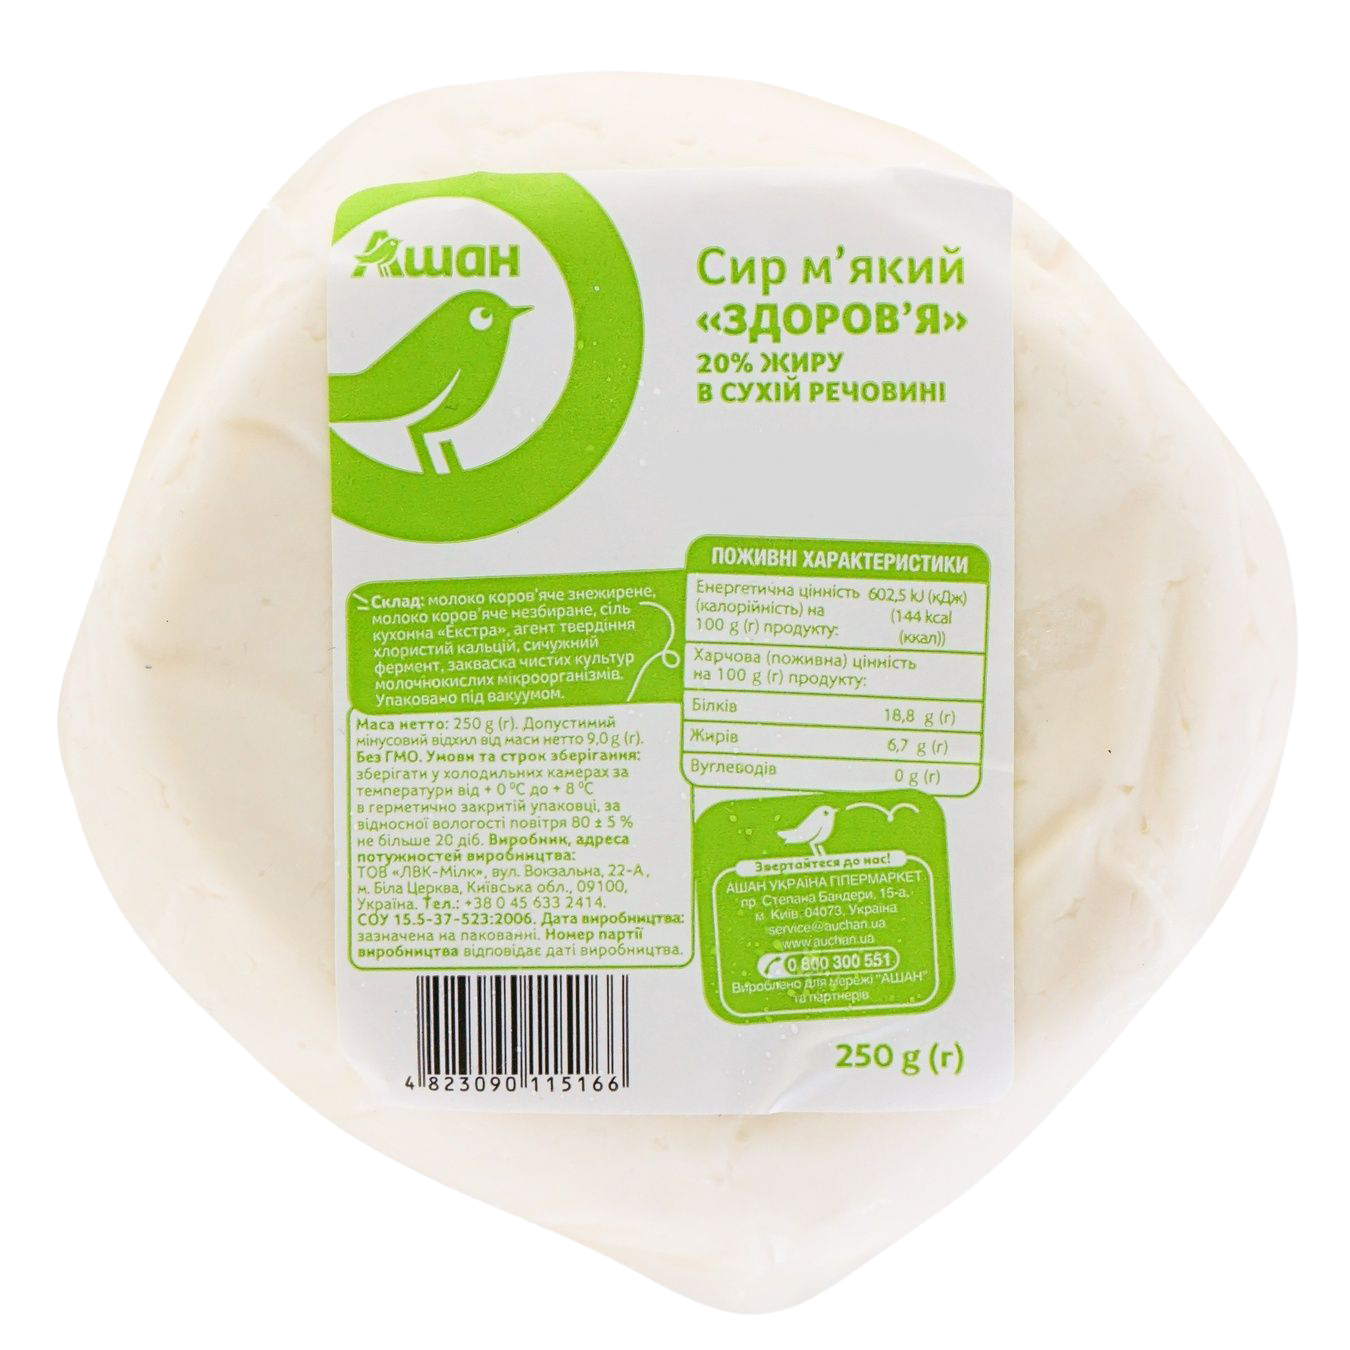 Ашан
Сир м'який
«ЗДОРОВ'Я»
20% ЖИРУ
В СУХІЙ РЕЧОВИНІ
Склад: молоко коров'яче знежирене,
молоко коров'яче незбиране, сіль
кухонна «Екстра», агент твердіння
хлористий кальцій, сичужний
фермент, закваска чистих культур
молочнокислих мікроорганізмів.
Упаковано під вакуумом.
Маса нетто: 250 g (г). Допустимий
мінусовий відхил від маси нетто 9,0 g (г).
Без ГМО. Умови та строк зберігання:
зберігати у холодильних камерах за
температури від + 0 °C до + 8 °C
в герметично закритій упаковці, за
відносної вологості повітря 80 ± 5 %
не більше 20 діб. Виробник, адреса
потужностей виробництва:
ТОВ «ЛВК-Мілк», вул. Вокзальна, 22-А,
м. Біла Церква, Київська обл., 09100,
Україна. Тел.: +38 0 45 633 2414.
СОУ 15.5-37-523:2006. Дата виробництва:
зазначена на пакованні. Номер партії
виробництва відповідає даті виробництва.
4 823090 115166
ПОЖИВНІ ХАРАКТЕРИСТИКИ
Енергетична цінність 602,5 kJ (кДж)
(калорійність) на (144 kcal
100 g (г) продукту: (ккал))
Харчова (поживна) цінність
на 100 g (г) продукту:
Білків 18,8 g (г)
Жирів 6,7 g (г)
Вуглеводів 0 g (г)
Звертайтеся до нас!
АШАН УКРАЇНА ГІПЕРМАРКЕТ
пр. Степана Бандери, 15-а,
м. Київ, 04073, Україна
service@auchan.ua
www.auchan.ua
0 800 300 551
Вироблено для мережі "АШАН"
та партнерів
250 g (г)